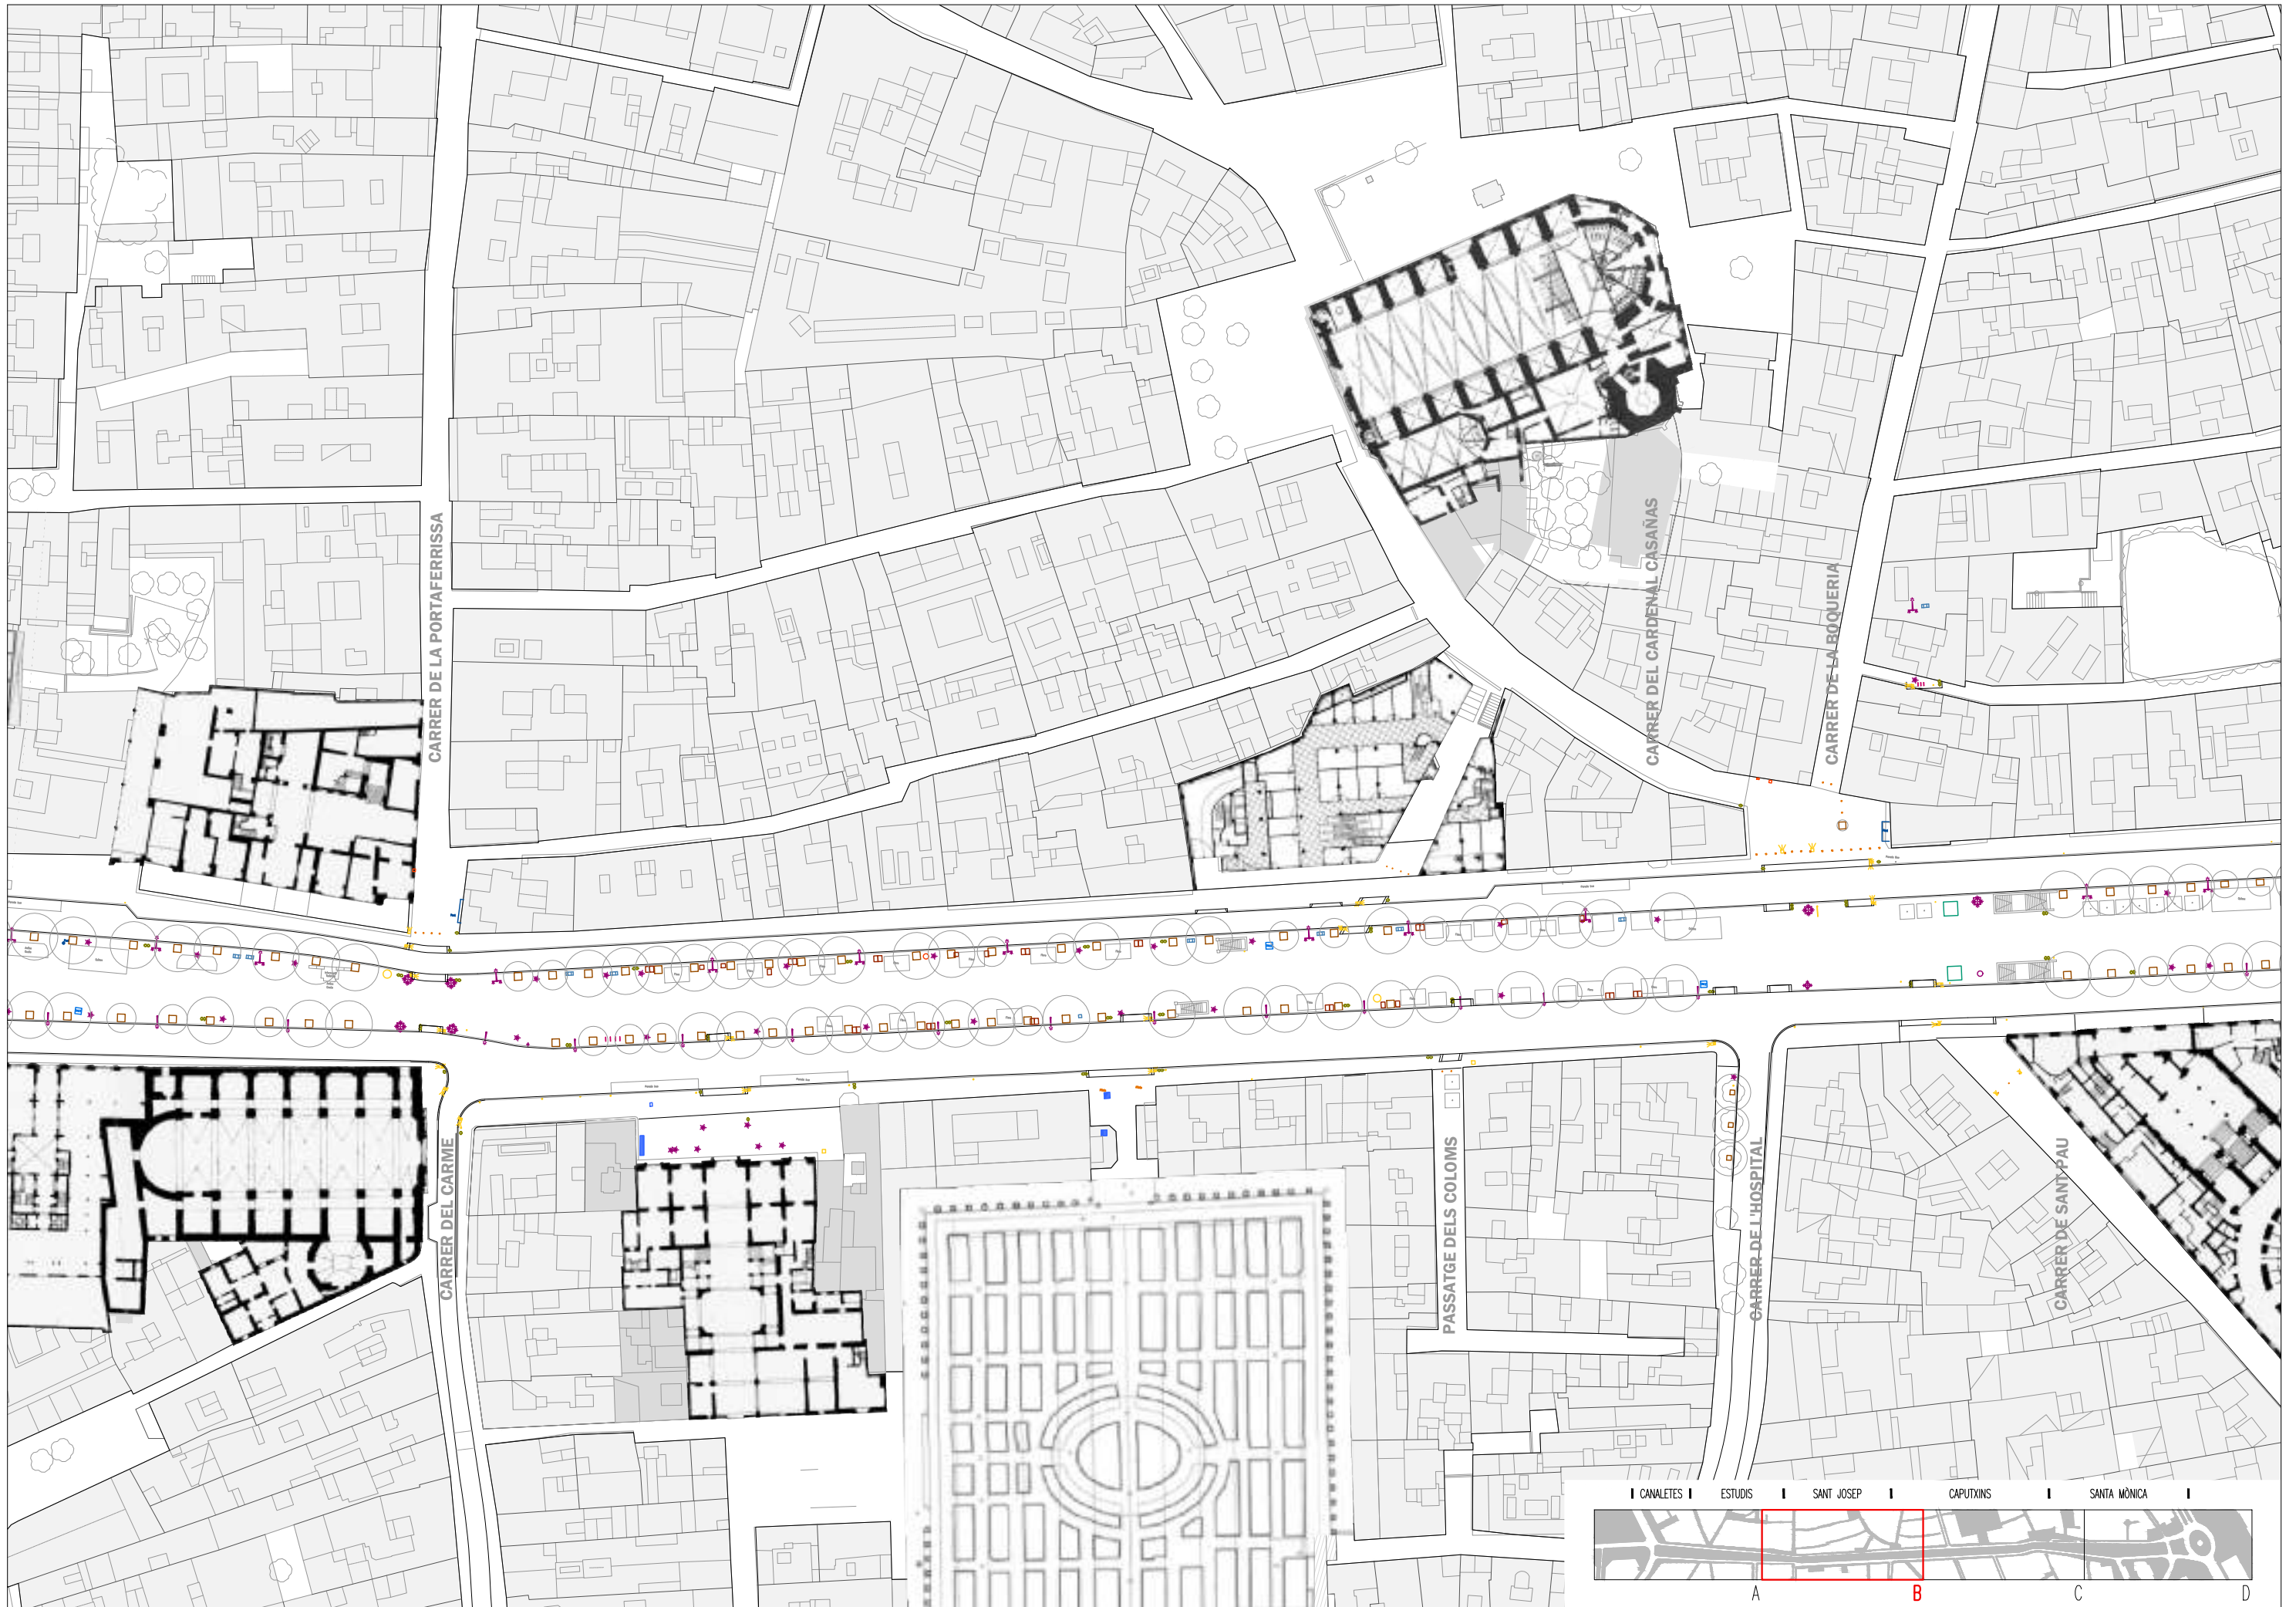 CARRER DE LA PORTAFERRISSA
CARRER DEL CARDENAL CASAÑAS
CARRER DE LA BOQUERIA
CARRER DEL CARME
PASSATGE DELS COLOMS
CARRER DE L'HOSPITAL
CARRER DE SANT PAU
CANALETES
ESTUDIS
SANT JOSEP
CAPUTXINS
SANTA MÒNICA
A
B
C
D